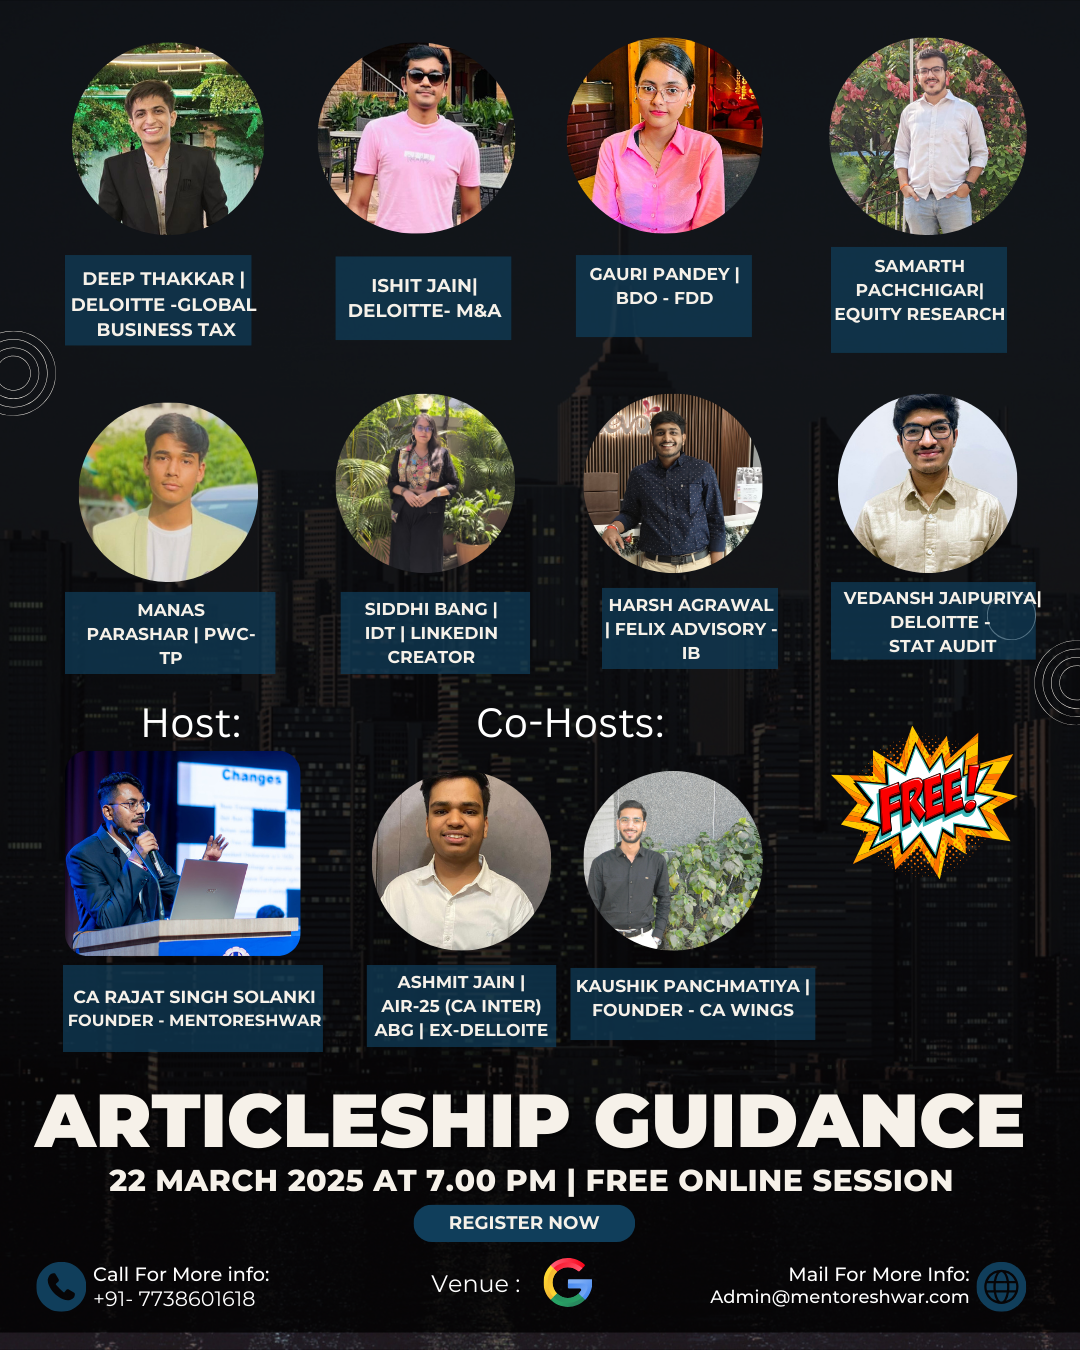 DEEP THAKKAR |
DELOITTE -GLOBAL
BUSINESS TAX
ISHIT JAIN|
DELOITTE- M&A
GAURI PANDEY |
BDO - FDD
SAMARTH
PACHCHIGAR|
EQUITY RESEARCH
MANAS
PARASHAR | PWC-
TP
SIDDHI BANG |
IDT | LINKEDIN
CREATOR
HARSH AGRAWAL
| FELIX ADVISORY -
IB
VEDANSH JAIPURIYA|
DELOITTE -
STAT AUDIT
Host:
Co-Hosts:
Changes
FREE!
CA RAJAT SINGH SOLANKI
FOUNDER - MENTORESHWAR
ASHMIT JAIN |
AIR-25 (CA INTER)
ABG | EX-DELLOITE
KAUSHIK PANCHMATIYA |
FOUNDER - CA WINGS
ARTICLESHIP GUIDANCE
22 MARCH 2025 AT 7.00 PM | FREE ONLINE SESSION
REGISTER NOW
Call For More info:
+91- 7738601618
Venue :
G
Mail For More Info:
Admin@mentoreshwar.com